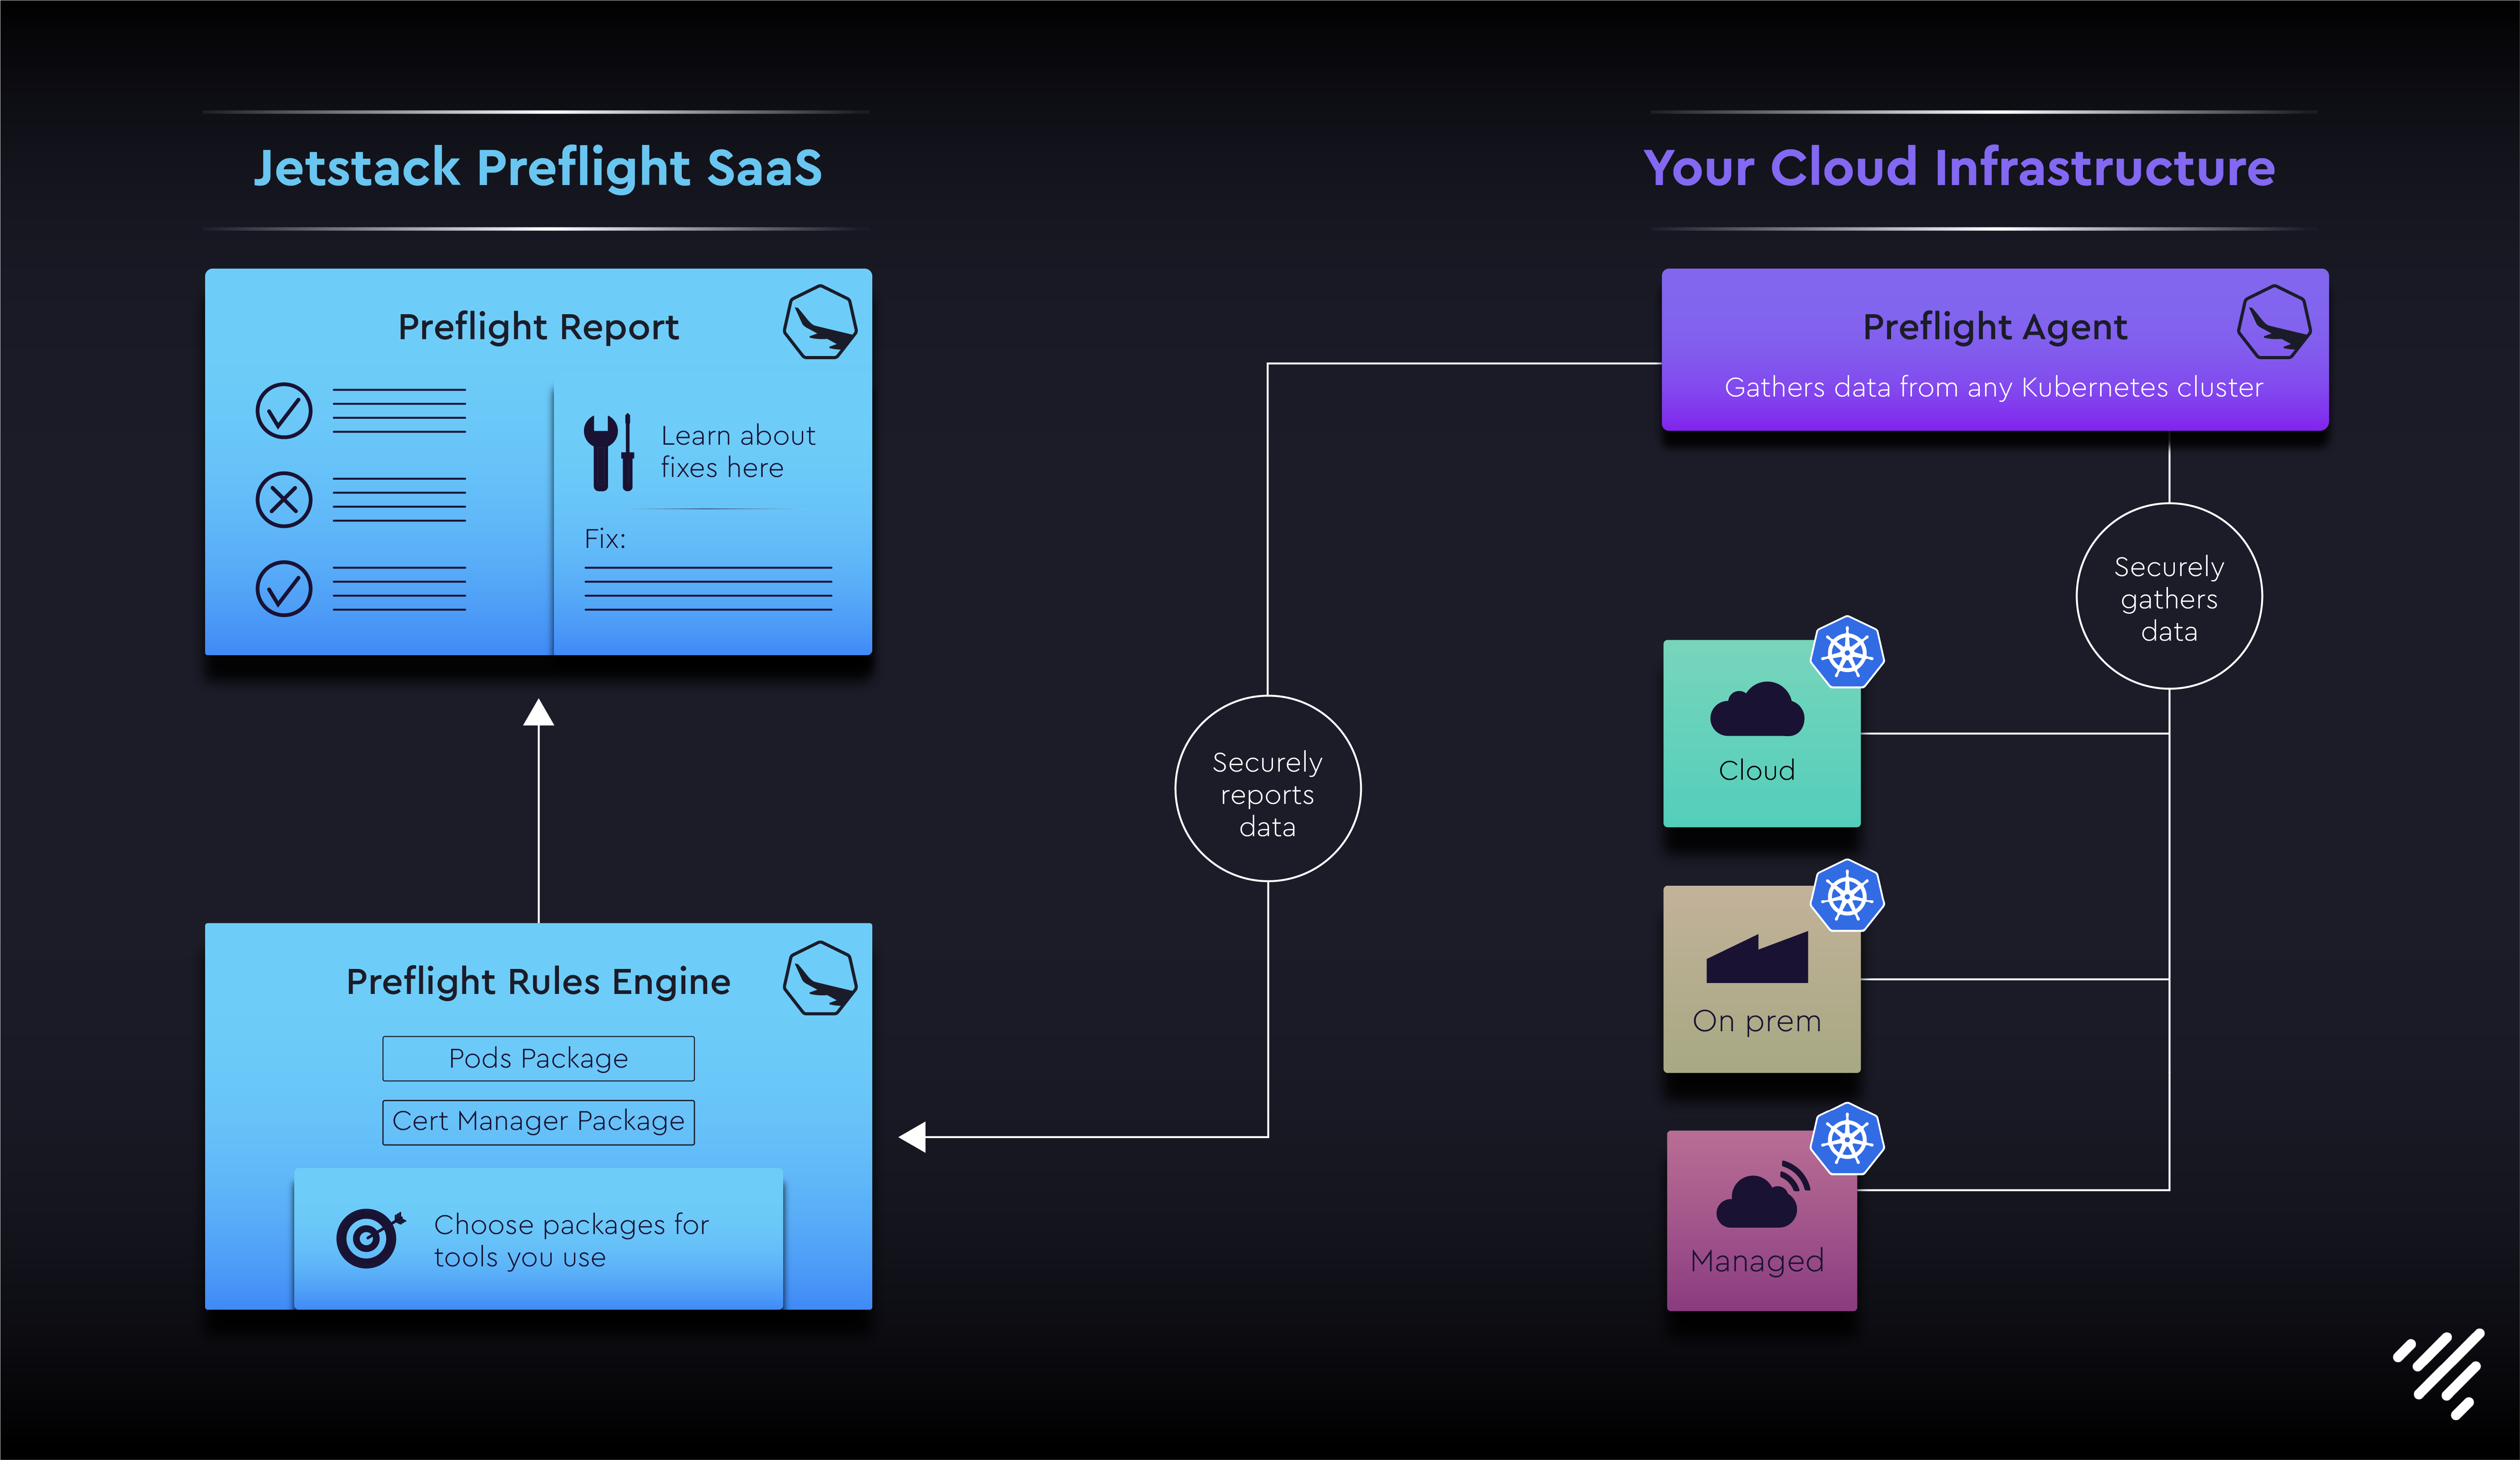 Jetstack Preflight SaaS
Preflight Report
Learn about
fixes here
Fix:
Preflight Rules Engine
Pods Package
Cert Manager Package
Choose packages for
tools you use
Securely
reports
data
Your Cloud Infrastructure
Preflight Agent
Gathers data from any Kubernetes cluster
Securely
gathers
data
Cloud
On prem
Managed